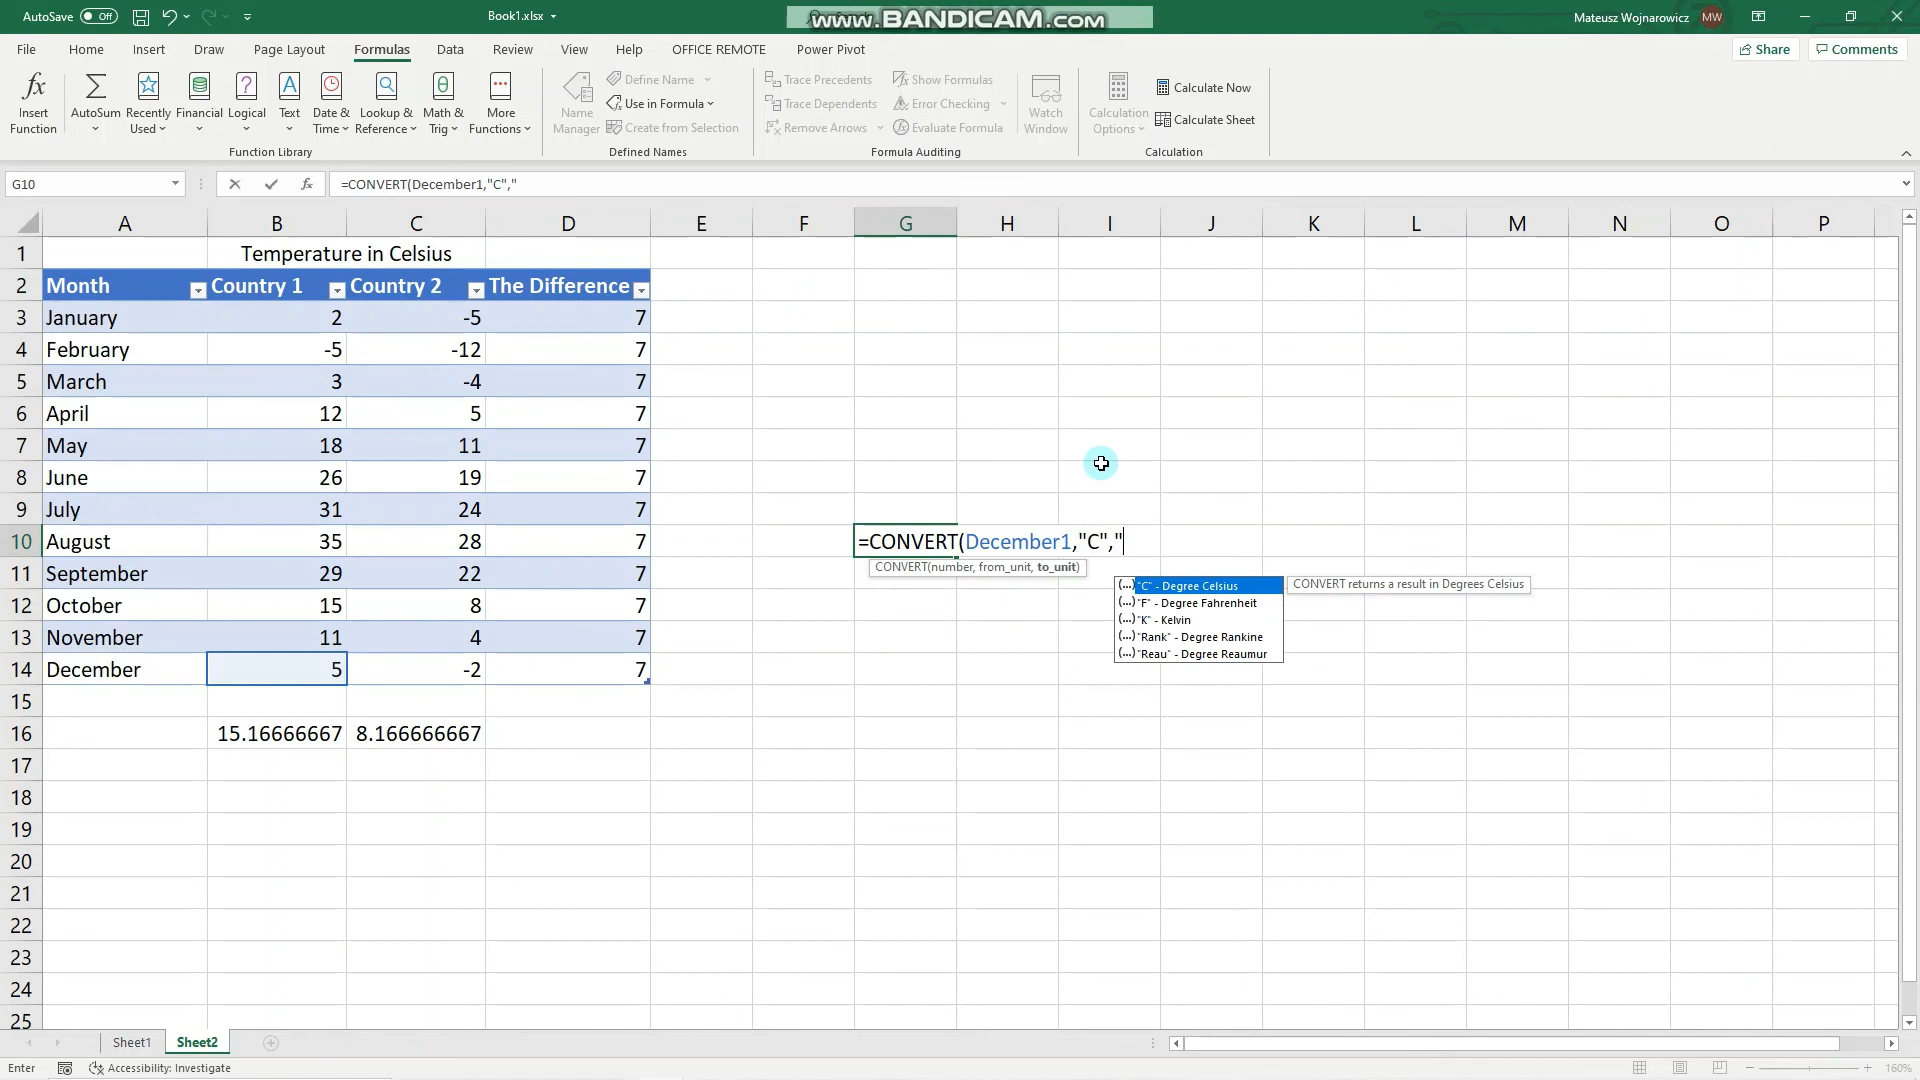 AutoSave Off
Book1.xlsx
WWW.BANDICAM.COM
Mateusz Wojnarowicz MW
File Home Insert Draw Page Layout Formulas Data Review View Help OFFICE REMOTE Power Pivot
Share Comments
Insert Function
AutoSum
Recently Used
Financial
Logical
Text
Date & Time
Lookup & Reference
Math & Trig
More Functions
Function Library
Name Manager
Define Name
Use in Formula
Create from Selection
Defined Names
Trace Precedents
Trace Dependents
Remove Arrows
Show Formulas
Error Checking
Evaluate Formula
Watch Window
Formula Auditing
Calculation Options
Calculate Now
Calculate Sheet
Calculation
G10
fx
=CONVERT(December1,"C","
A B C D E F G H I J K L M N O P
1 Temperature in Celsius
2 Month Country 1 Country 2 The Difference
3 January 2 -5 7
4 February -5 -12 7
5 March 3 -4 7
6 April 12 5 7
7 May 18 11 7
8 June 26 19 7
9 July 31 24 7
10 August 35 28 7 =CONVERT(December1,"C","
CONVERT(number, from_unit, to_unit)
11 September 29 22 7
(...) "C" - Degree Celsius
CONVERT returns a result in Degrees Celsius
(...) "F" - Degree Fahrenheit
(...) "K" - Kelvin
(...) "Rank" - Degree Rankine
(...) "Reau" - Degree Reaumur
12 October 15 8 7
13 November 11 4 7
14 December 5 -2 7
15
16 15.16666667 8.166666667
17
18
19
20
21
22
23
24
25
Sheet1 Sheet2
Enter
Accessibility: Investigate
160%